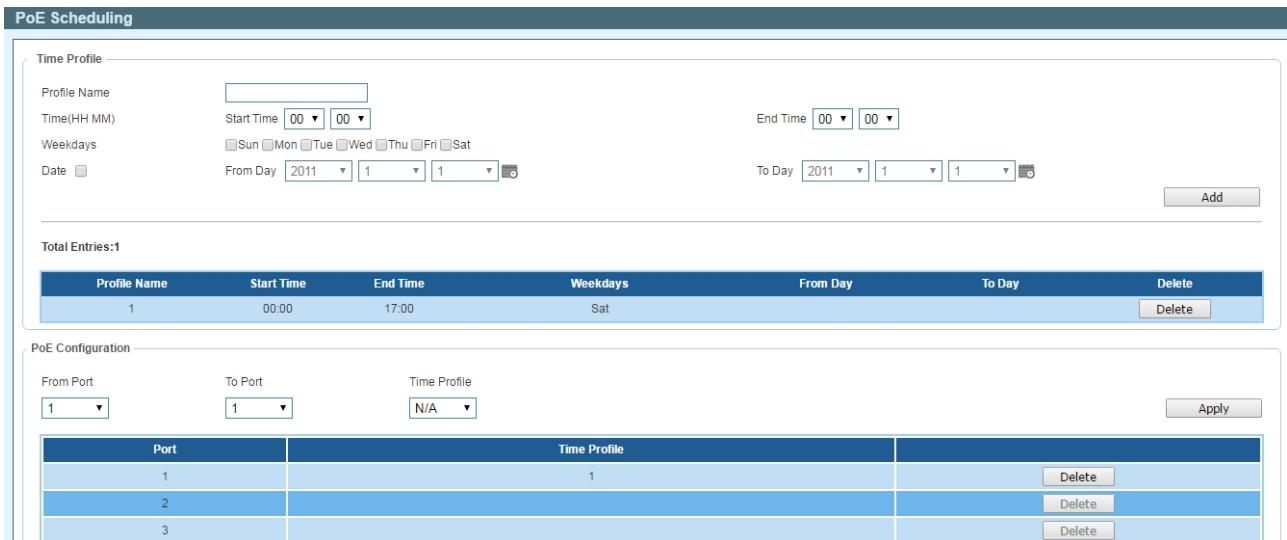 PoE Scheduling
Time Profile
Profile Name
Time(HH MM) Start Time 00 00 End Time 00 00
Weekdays Sun Mon Tue Wed Thu Fri Sat
Date From Day 2011 1 1 To Day 2011 1 1
Add
Total Entries:1
Profile Name Start Time End Time Weekdays From Day To Day Delete
1 00:00 17:00 Sat Delete
PoE Configuration
From Port To Port Time Profile
1 1 N/A Apply
Port Time Profile
1 1 Delete
2 Delete
3 Delete